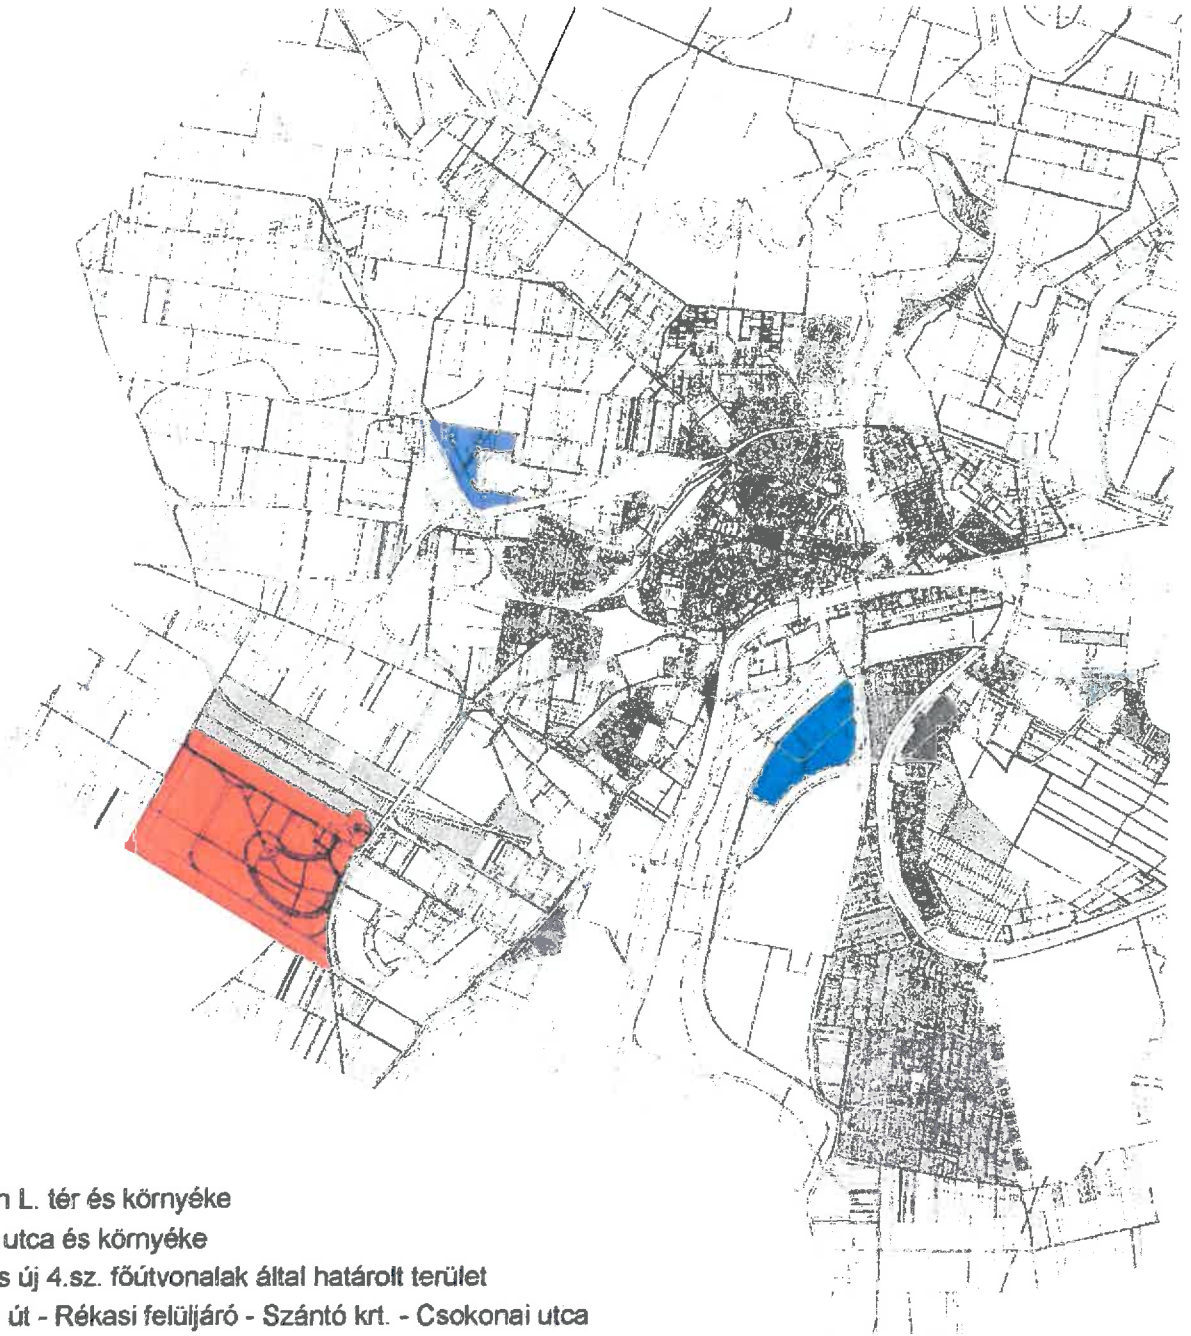 L. tér és környéke
utca és környéke
új 4.sz. főútvonalak által határolt terület
út - Rékasi felüljáró - Szántó krt. - Csokonai utca